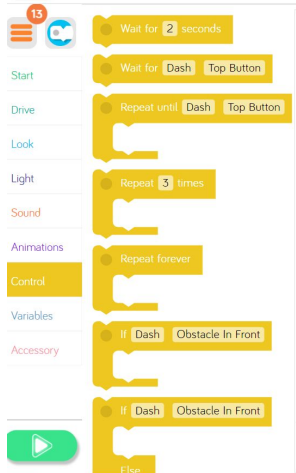 13
Start
Drive
Look
Light
Sound
Animations
Control
Variables
Accessory
Wait for 2 seconds
Wait for Dash Top Button
Repeat until Dash Top Button
Repeat 3 times
Repeat forever
If Dash Obstacle In Front
If Dash Obstacle In Front
Else